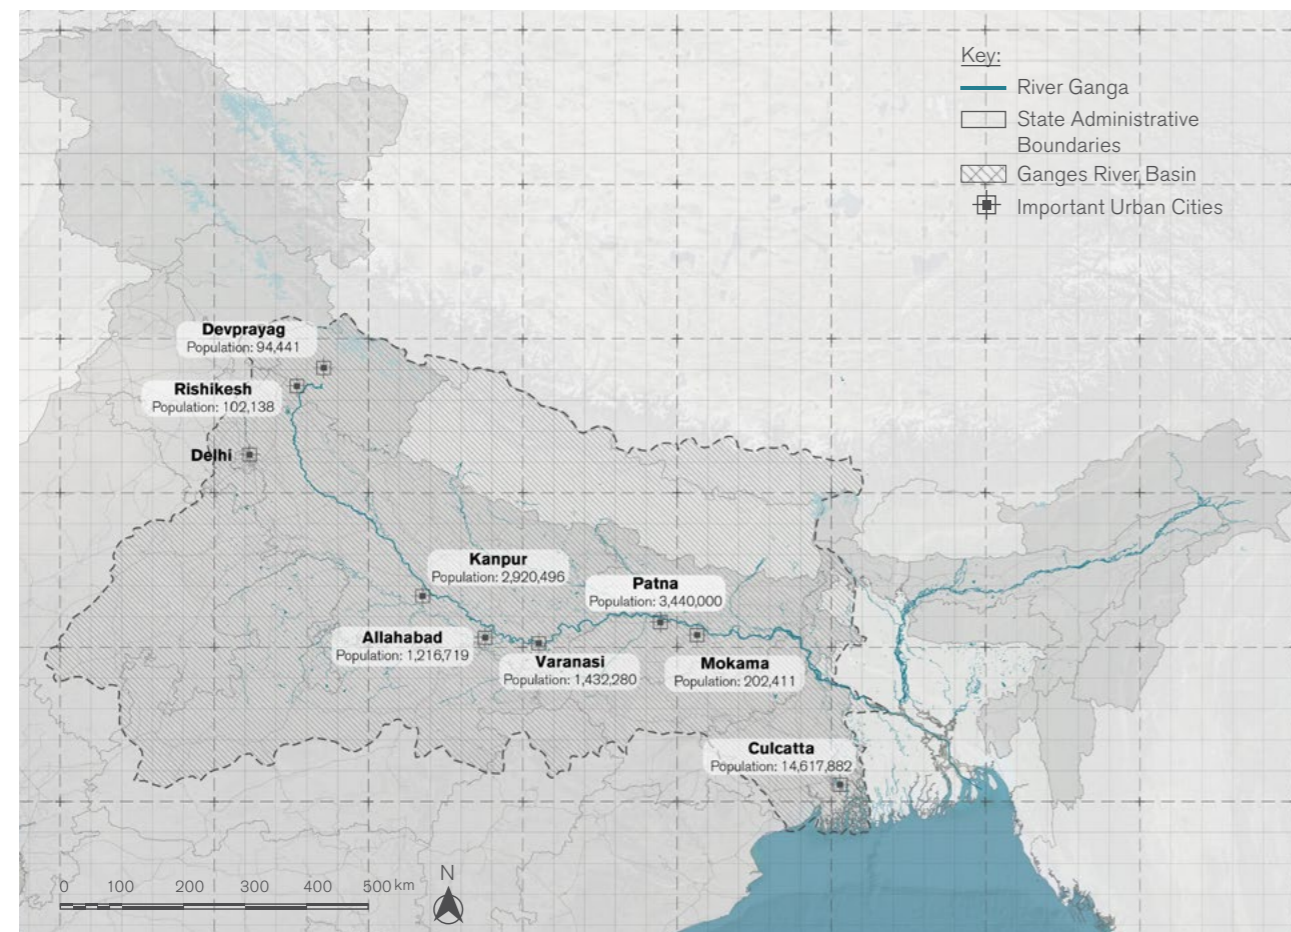 Key:
River Ganga
State Administrative
Boundaries
Ganges River Basin
Important Urban Cities
Devprayag
Population: 94,441
Rishikesh
Population: 102,138
Delhi
Kanpur
Population: 2,920,496
Patna
Population: 3,440,000
Allahabad
Population: 1,216,719
Varanasi
Population: 1,432,280
Mokama
Population: 202,411
Culcatta
Population: 14,617,882
0 100 200 300 400 500 km
N